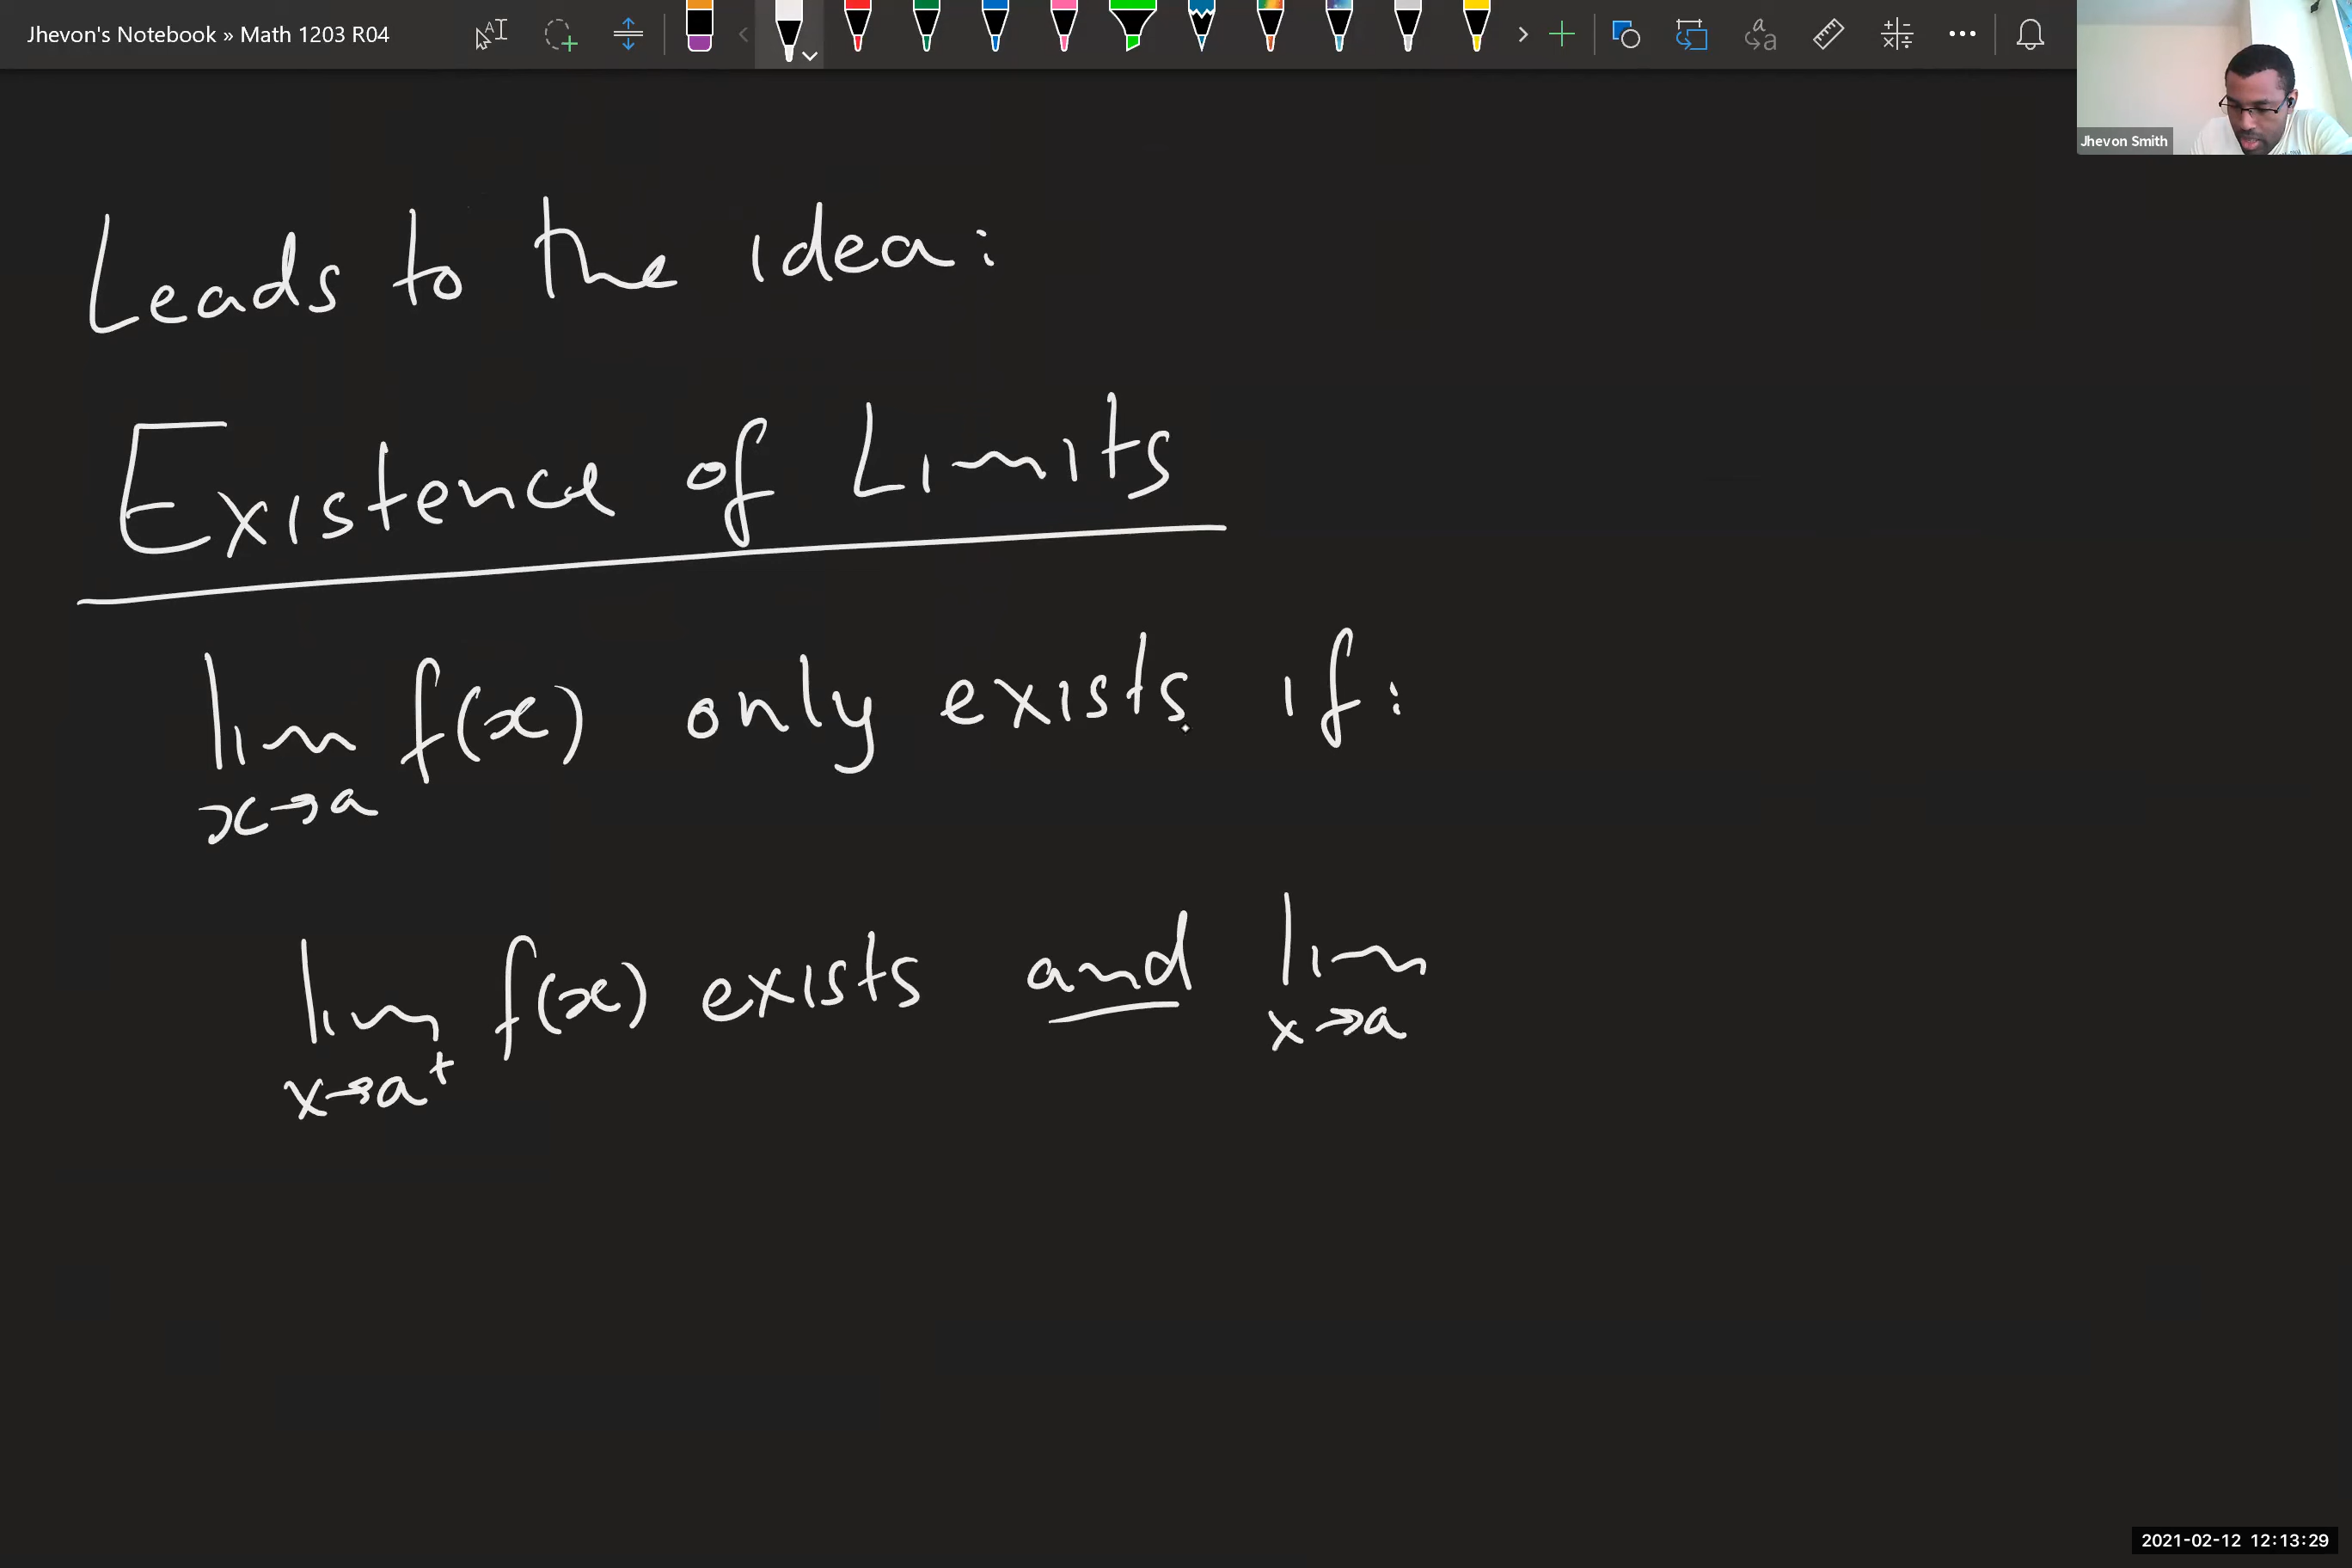 Jhevon's Notebook » Math 1203 R04
Jhevon Smith
Leads to the idea:
Existence of Limits
lim f(x) only exists if:
x→a
lim f(x) exists and lim
x→a⁺ x→a
2021-02-12 12:13:29